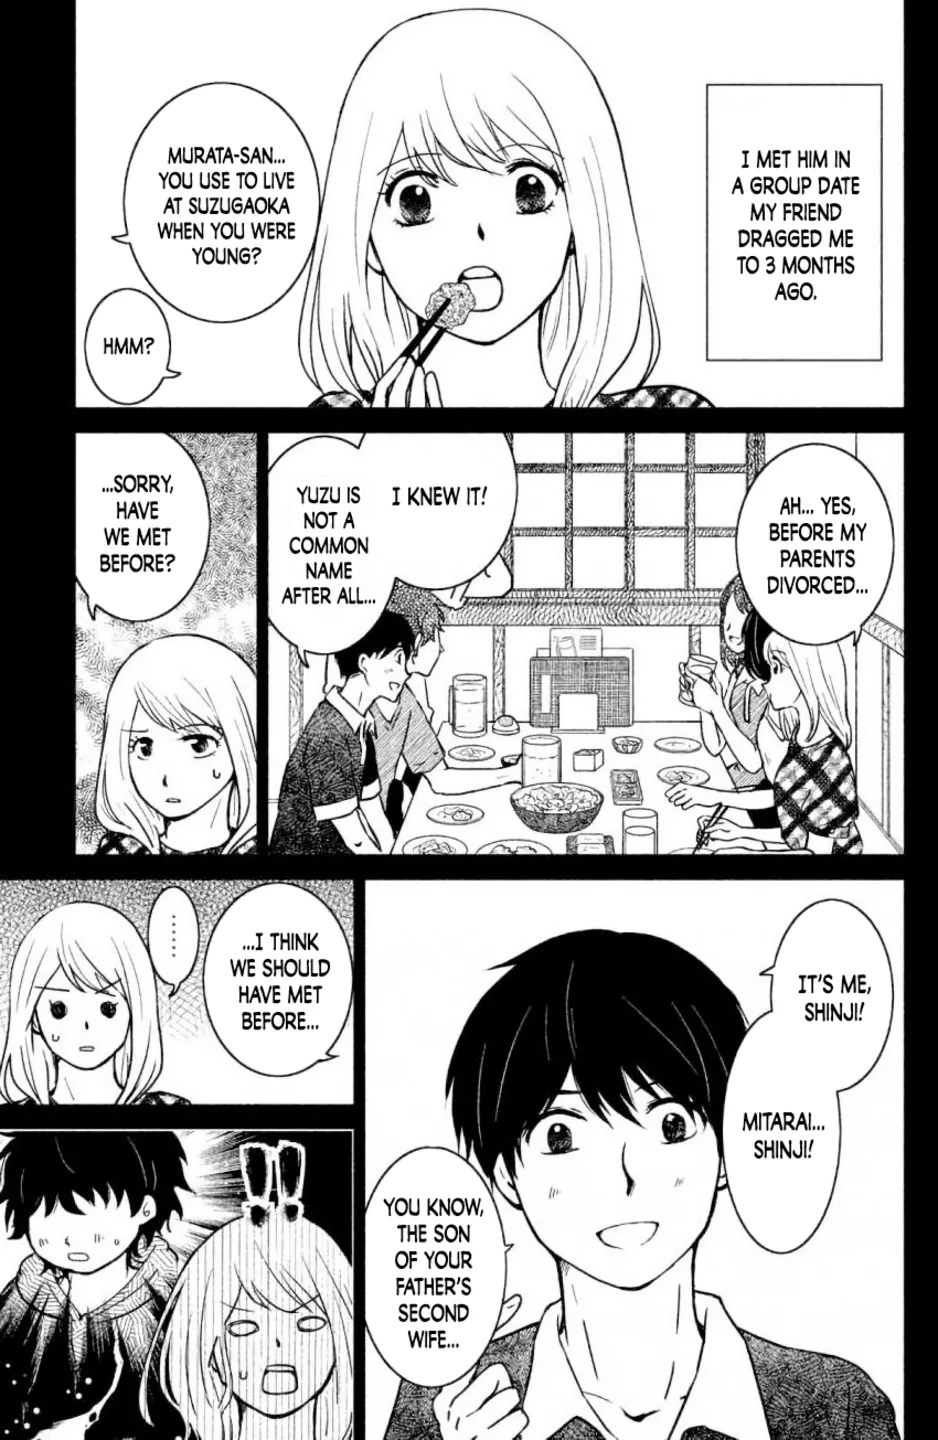 I MET HIM IN
A GROUP DATE
MY FRIEND
DRAGGED ME
TO 3 MONTHS
AGO.
MURATA-SAN...
YOU USE TO LIVE
AT SUZUGAOKA
WHEN YOU WERE
YOUNG?
HMM?
AH... YES,
BEFORE MY
PARENTS
DIVORCED...
I KNEW IT!
YUZU IS
NOT A
COMMON
NAME
AFTER ALL...
...SORRY,
HAVE
WE MET
BEFORE?
IT'S ME,
SHINJI!
MITARAI...
SHINJI!
YOU KNOW,
THE SON
OF YOUR
FATHER'S
SECOND
WIFE...
...I THINK
WE SHOULD
HAVE MET
BEFORE...
.......
!!